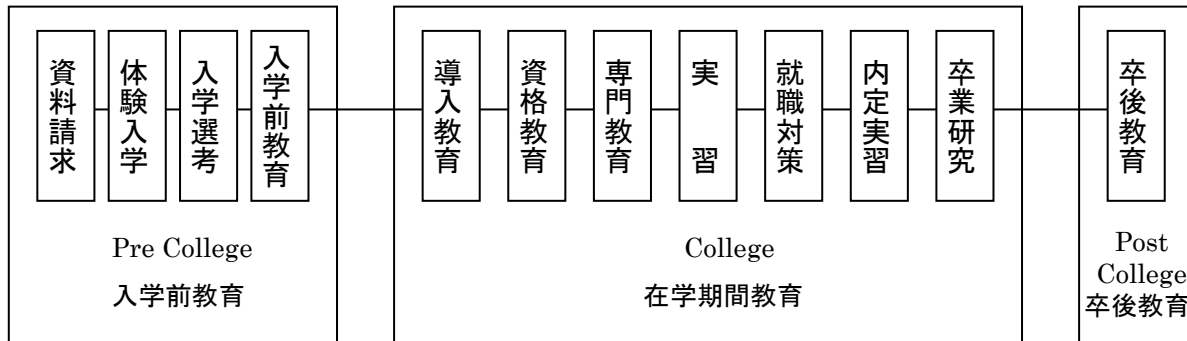 資料請求
体験入学
入学選考
入学前教育
Pre College
入学前教育
導入教育
資格教育
専門教育
実習
就職対策
内定実習
卒業研究
College
在学期間教育
卒後教育
Post
College
卒後教育